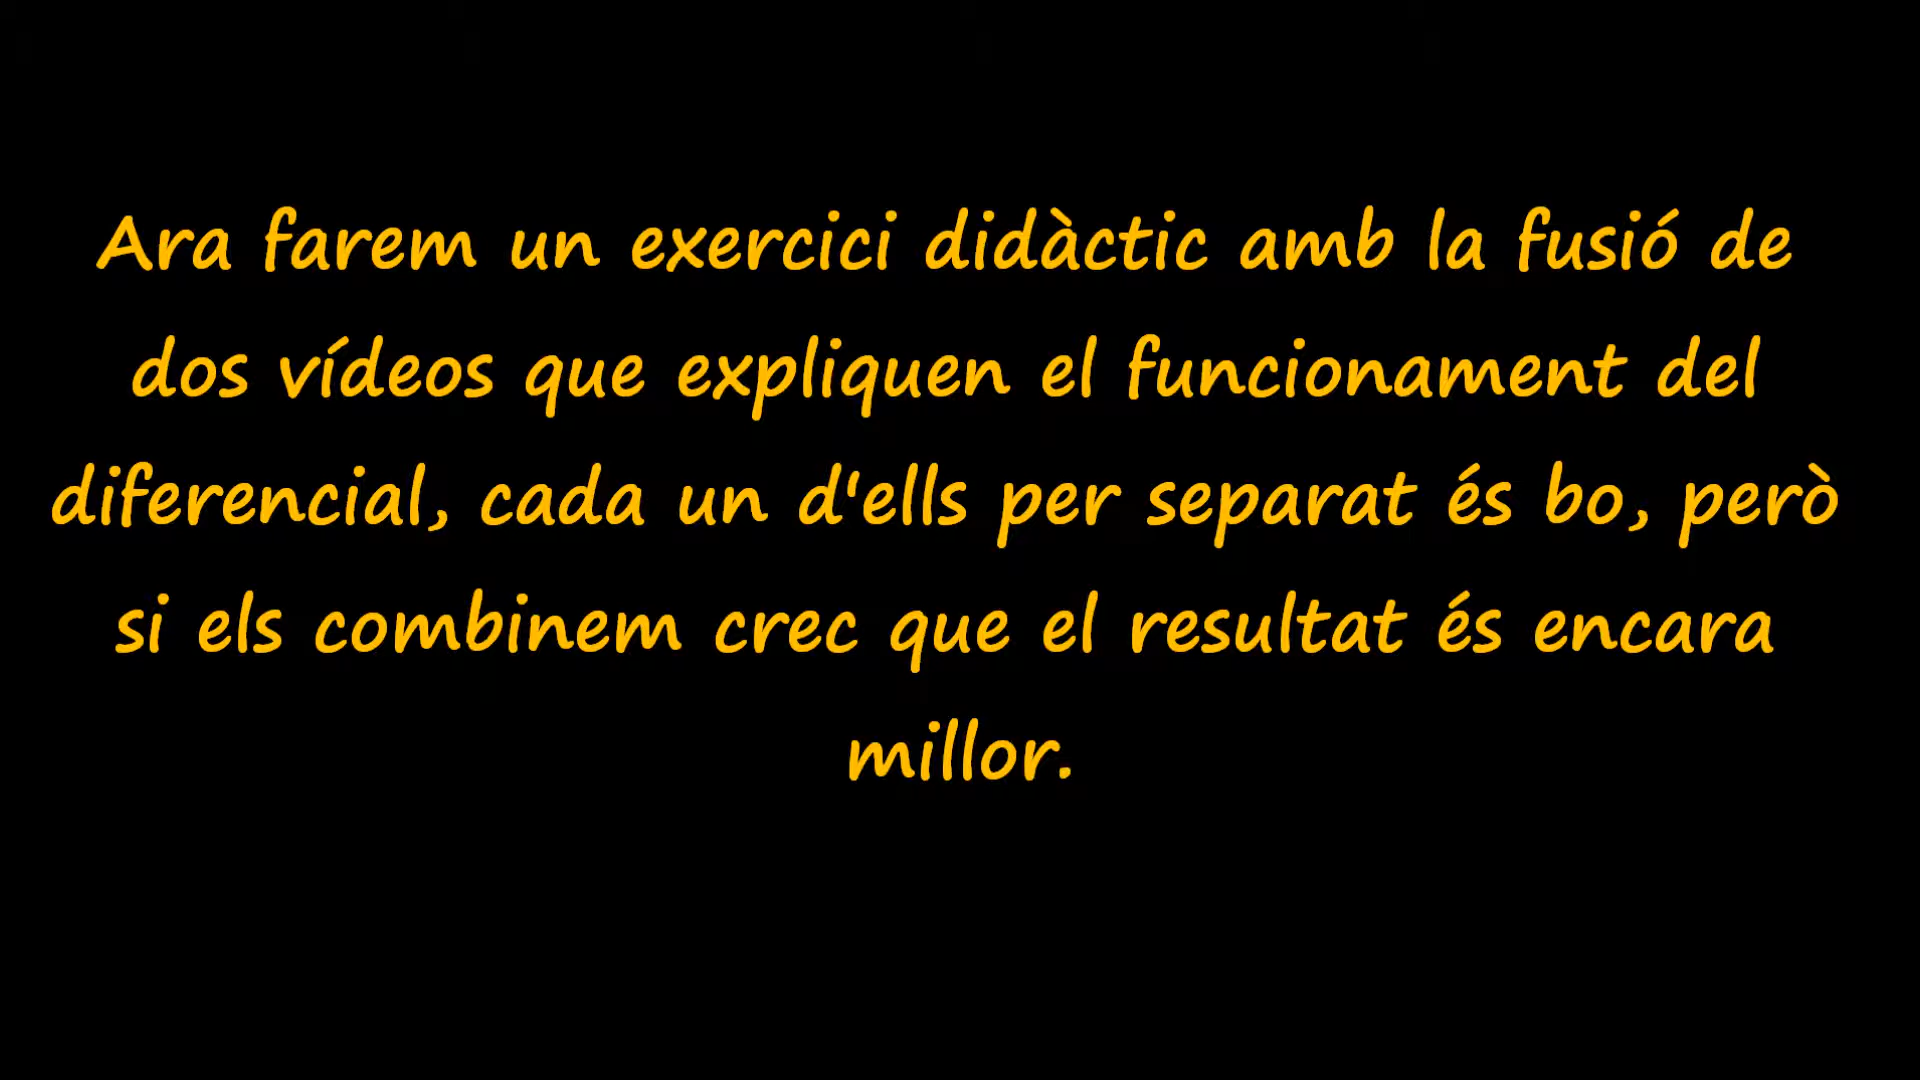 Ara farem un exercici didàctic amb la fusió de
dos vídeos que expliquen el funcionament del
diferencial, cada un d'ells per separat és bo, però
si els combinem crec que el resultat és encara
millor.